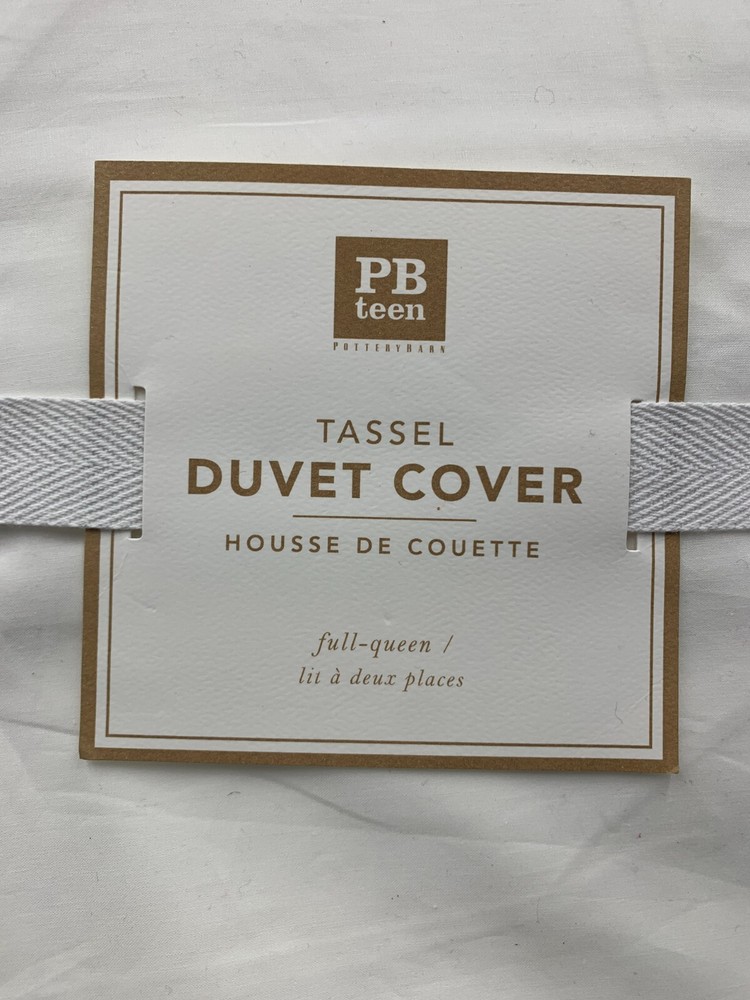 PB
teen
POTTERYBARN
TASSEL
DUVET COVER
HOUSSE DE COUETTE
full-queen /
lit à deux places